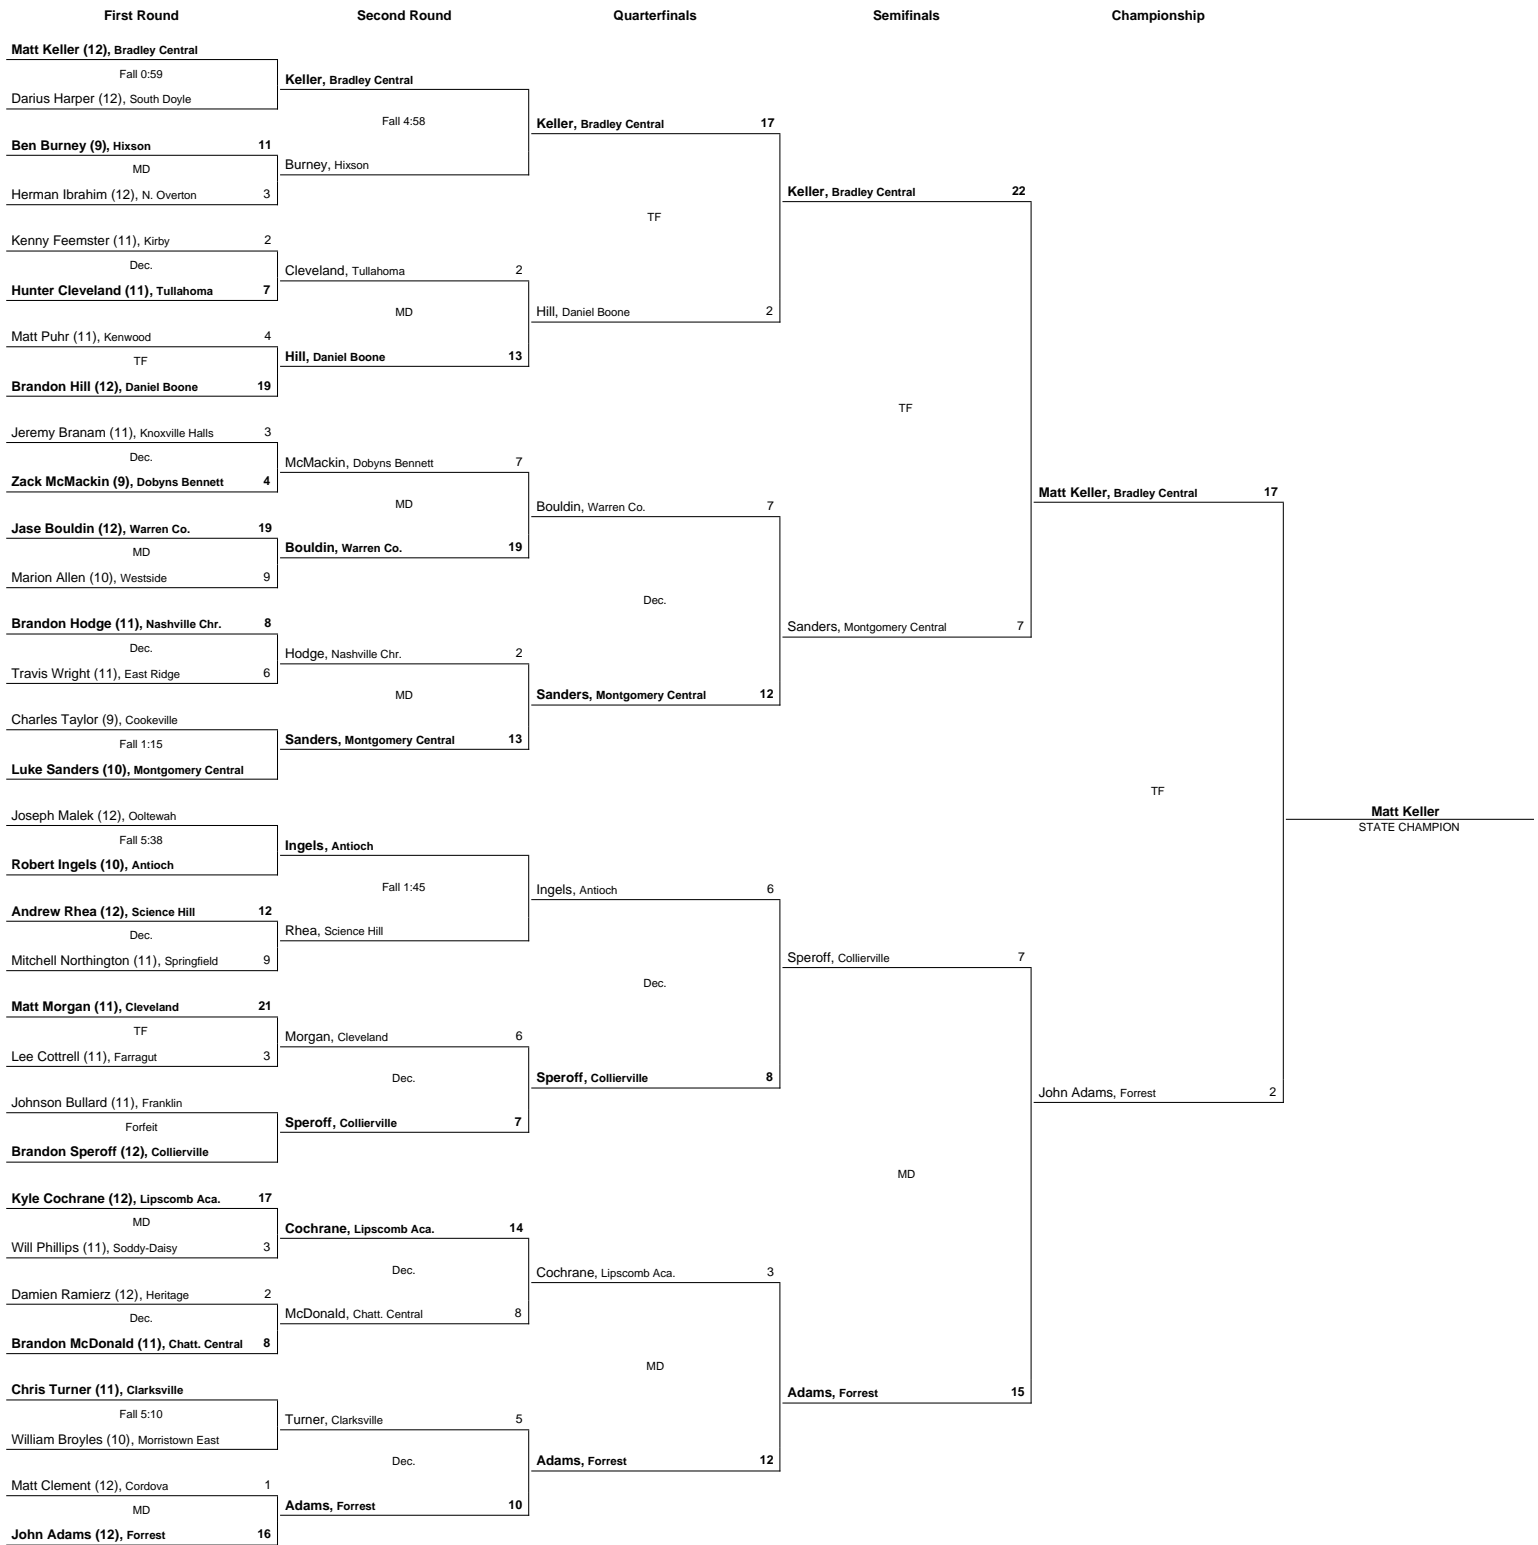 First Round
Second Round
Quarterfinals
Semifinals
Championship
Matt Keller (12), Bradley Central
Fall 0:59
Darius Harper (12), South Doyle
Ben Burney (9), Hixson 11
MD
Herman Ibrahim (12), N. Overton 3
Kenny Feemster (11), Kirby 2
Dec.
Hunter Cleveland (11), Tullahoma 7
Matt Puhr (11), Kenwood 4
TF
Brandon Hill (12), Daniel Boone 19
Jeremy Branam (11), Knoxville Halls 3
Dec.
Zack McMackin (9), Dobyns Bennett 4
Jase Bouldin (12), Warren Co. 19
MD
Marion Allen (10), Westside 9
Brandon Hodge (11), Nashville Chr. 8
Dec.
Travis Wright (11), East Ridge 6
Charles Taylor (9), Cookeville
Fall 1:15
Luke Sanders (10), Montgomery Central
Joseph Malek (12), Ooltewah
Fall 5:38
Robert Ingels (10), Antioch
Andrew Rhea (12), Science Hill 12
Dec.
Mitchell Northington (11), Springfield 9
Matt Morgan (11), Cleveland 21
TF
Lee Cottrell (11), Farragut 3
Johnson Bullard (11), Franklin
Forfeit
Brandon Speroff (12), Collierville
Kyle Cochrane (12), Lipscomb Aca. 17
MD
Will Phillips (11), Soddy-Daisy 3
Damien Ramierz (12), Heritage 2
Dec.
Brandon McDonald (11), Chatt. Central 8
Chris Turner (11), Clarksville
Fall 5:10
William Broyles (10), Morristown East
Matt Clement (12), Cordova 1
MD
John Adams (12), Forrest 16
Keller, Bradley Central
Fall 4:58
Burney, Hixson
Cleveland, Tullahoma 2
MD
Hill, Daniel Boone 13
McMackin, Dobyns Bennett 7
MD
Bouldin, Warren Co. 19
Hodge, Nashville Chr. 2
MD
Sanders, Montgomery Central 13
Ingels, Antioch
Fall 1:45
Rhea, Science Hill
Morgan, Cleveland 6
Dec.
Speroff, Collierville 7
Cochrane, Lipscomb Aca. 14
Dec.
McDonald, Chatt. Central 8
Turner, Clarksville 5
Dec.
Adams, Forrest 10
Keller, Bradley Central 17
TF
Hill, Daniel Boone 2
Bouldin, Warren Co. 7
Dec.
Sanders, Montgomery Central 12
Ingels, Antioch 6
Dec.
Speroff, Collierville 8
Cochrane, Lipscomb Aca. 3
MD
Adams, Forrest 12
Keller, Bradley Central 22
TF
Sanders, Montgomery Central 7
Speroff, Collierville 7
MD
Adams, Forrest 15
Matt Keller, Bradley Central 17
TF
John Adams, Forrest 2
Matt Keller
STATE CHAMPION